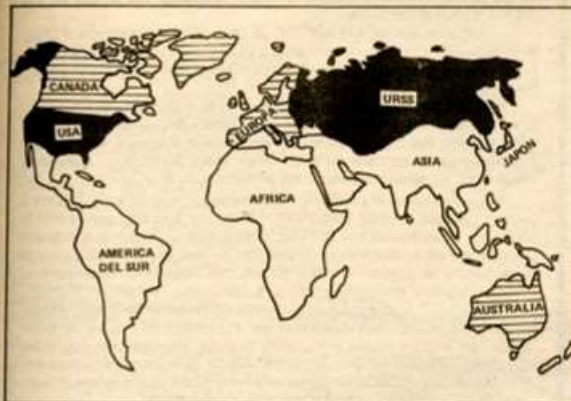 CANADA
USA
EUROPA
URSS
ASIA
JAPON
AFRICA
AMERICA
DEL SUR
AUSTRALIA